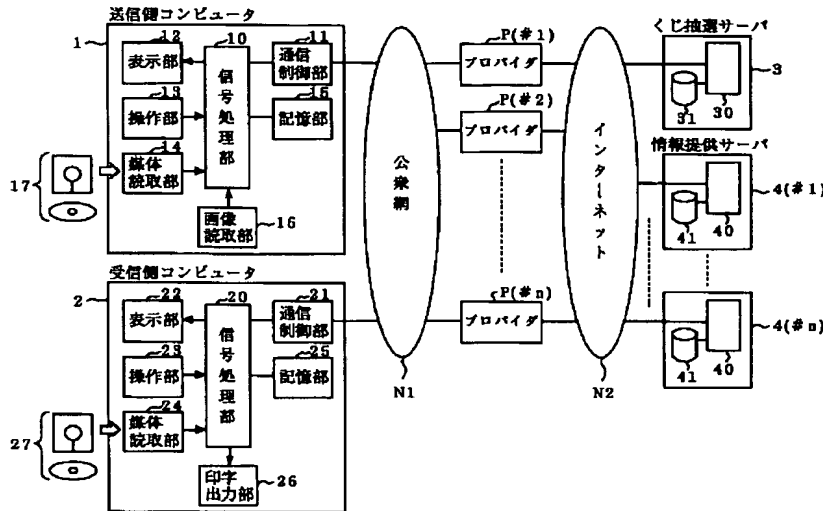 送信側コンピュータ
1
12
表示部
10
信号処理部
11
通信
制御部
13
操作部
15
記憶部
14
媒体
読取部
17
画像
読取部
16
受信側コンピュータ
2
22
表示部
20
信号処理部
21
通信
制御部
23
操作部
25
記憶部
24
媒体
読取部
27
印字
出力部
26
公衆網
N1
P(#1)
プロバイダ
P(#2)
プロバイダ
P(#n)
プロバイダ
インターネット
N2
くじ抽選サーバ
3
31
30
情報提供サーバ
4(#1)
41
40
4(#n)
41
40